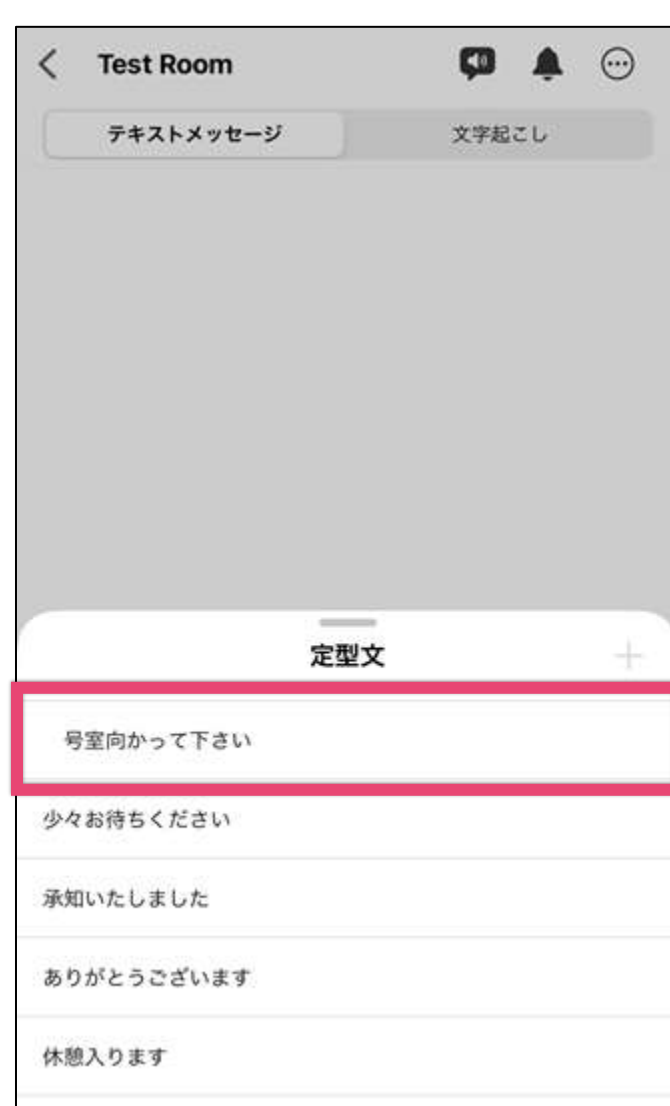 Test Room
テキストメッセージ 文字起こし
定型文
号室向かって下さい
少々お待ちください
承知いたしました
ありがとうございます
休憩入ります